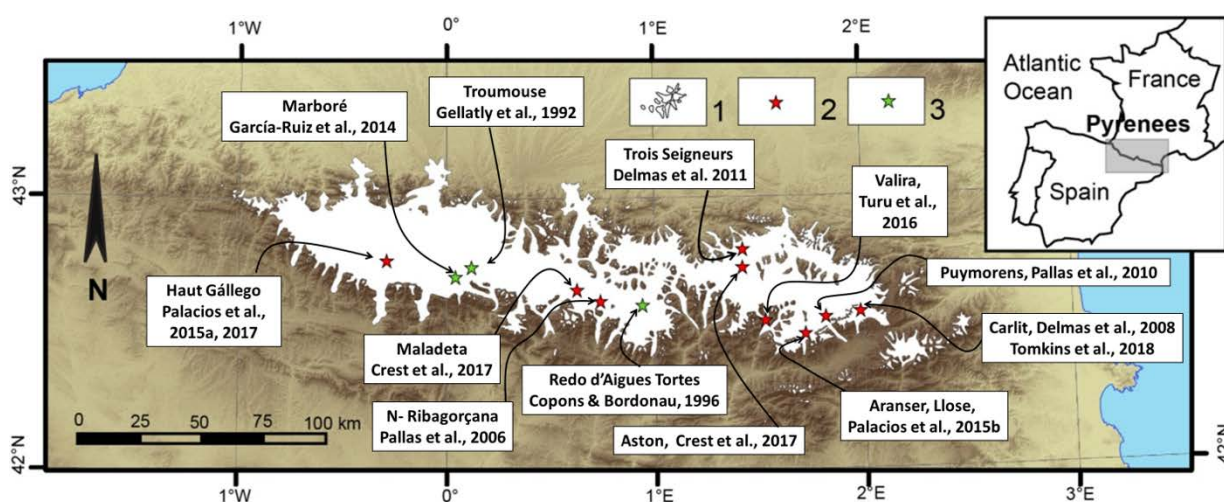 1°W
0°
1°E
2°E
Marboré
García-Ruiz et al., 2014
Troumouse
Gellatly et al., 1992
1
2
3
Atlantic
Ocean
France
Pyrenees
Spain
Trois Seigneurs
Delmas et al. 2011
Valira,
Turu et al.,
2016
43°N
43°N
N
Puymorens, Pallas et al., 2010
Haut Gállego
Palacios et al.,
2015a, 2017
Maladeta
Crest et al., 2017
Carlit, Delmas et al., 2008
Tomkins et al., 2018
Redo d'Aigues Tortes
Copons & Bordonau, 1996
N- Ribagorçana
Pallas et al., 2006
Aranser, Llose,
Palacios et al., 2015b
Aston, Crest et al., 2017
0 25 50 75 100 km
42°N
42°N
1°W
0°
1°E
2°E
3°E